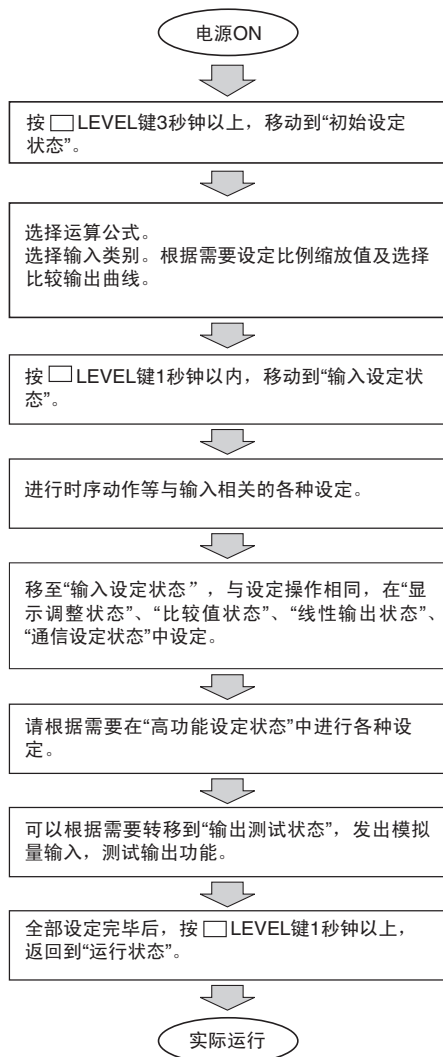 电源ON
按 □ LEVEL键3秒钟以上，移动到“初始设定
状态”。
选择运算公式。
选择输入类别。根据需要设定比例缩放值及选择
比较输出曲线。
按 □ LEVEL键1秒钟以内，移动到“输入设定状
态”。
进行时序动作等与输入相关的各种设定。
移至“输入设定状态”，与设定操作相同，在“显
示调整状态”、“比较值状态”、“线性输出状态”、
“通信设定状态”中设定。
请根据需要在“高功能设定状态”中进行各种设
定。
可以根据需要转移到“输出测试状态”，发出模拟
量输入，测试输出功能。
全部设定完毕后，按 □ LEVEL键1秒钟以上，
返回到“运行状态”。
实际运行